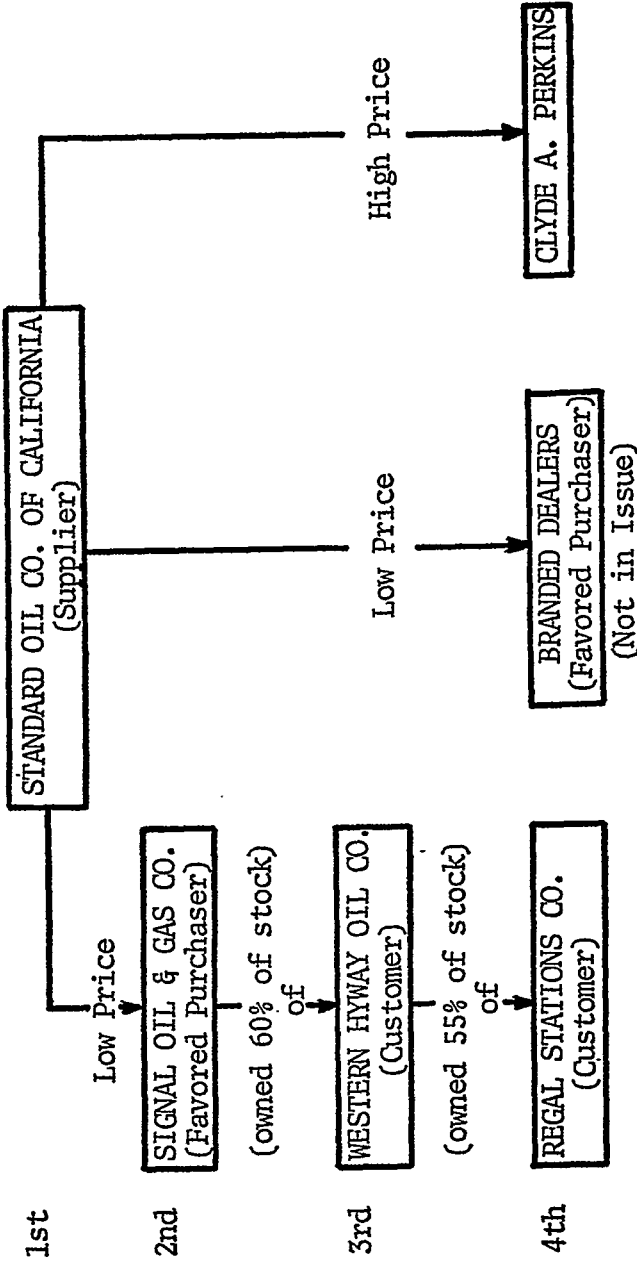 1st
STANDARD OIL CO. OF CALIFORNIA
(Supplier)
Low Price
2nd
SIGNAL OIL & GAS CO.
(Favored Purchaser)
(owned 60% of stock)
of
3rd
WESTERN HYWAY OIL CO.
(Customer)
(owned 55% of stock)
of
4th
REGAL STATIONS CO.
(Customer)
Low Price
BRANDED DEALERS
(Favored Purchaser)
(Not in Issue)
High Price
CLYDE A. PERKINS